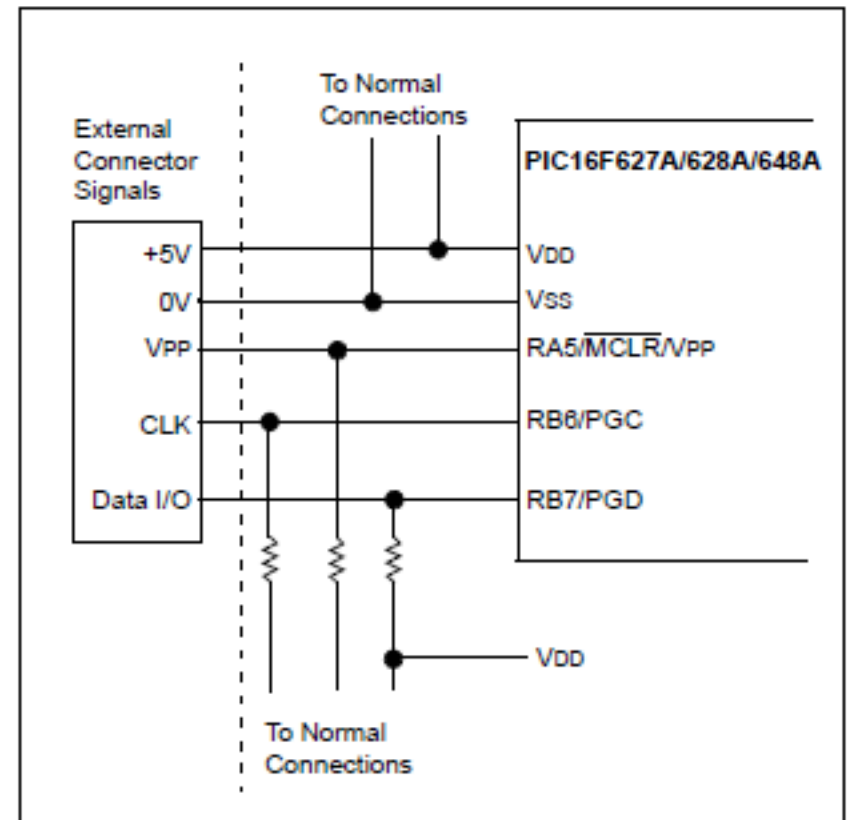 To Normal
Connections
External
Connector
Signals
PIC16F627A/628A/648A
+5V
VDD
0V
VSS
VPP
RA5/MCLR/VPP
CLK
RB6/PGC
Data I/O
RB7/PGD
VDD
To Normal
Connections